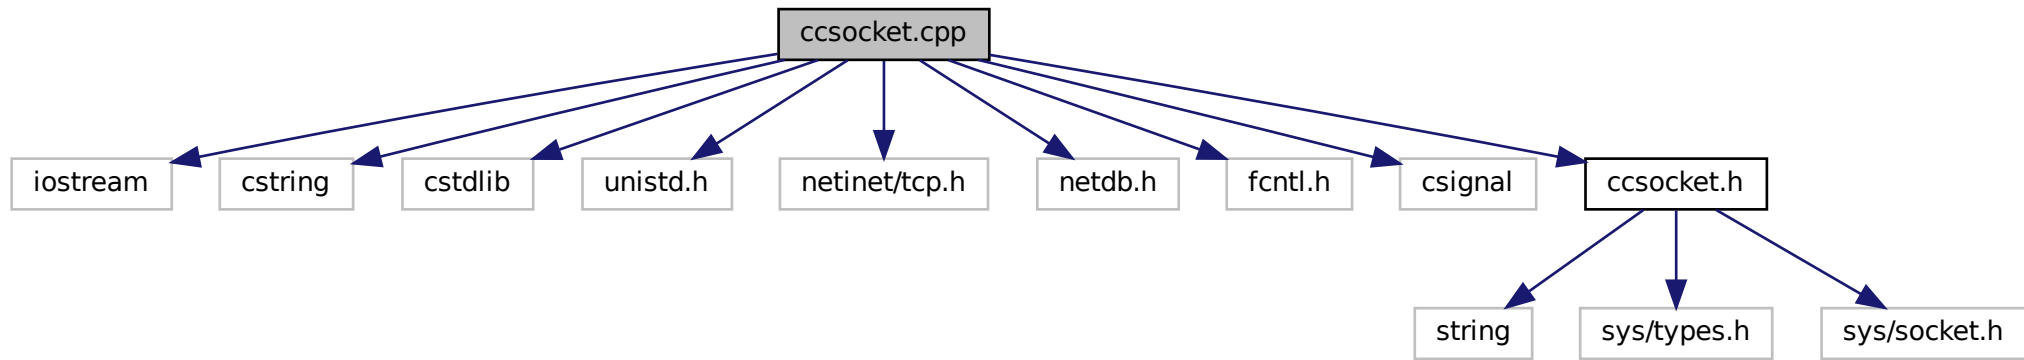 ccsocket.cpp
iostream
cstring
cstdlib
unistd.h
netinet/tcp.h
netdb.h
fcntl.h
csignal
ccsocket.h
string
sys/types.h
sys/socket.h